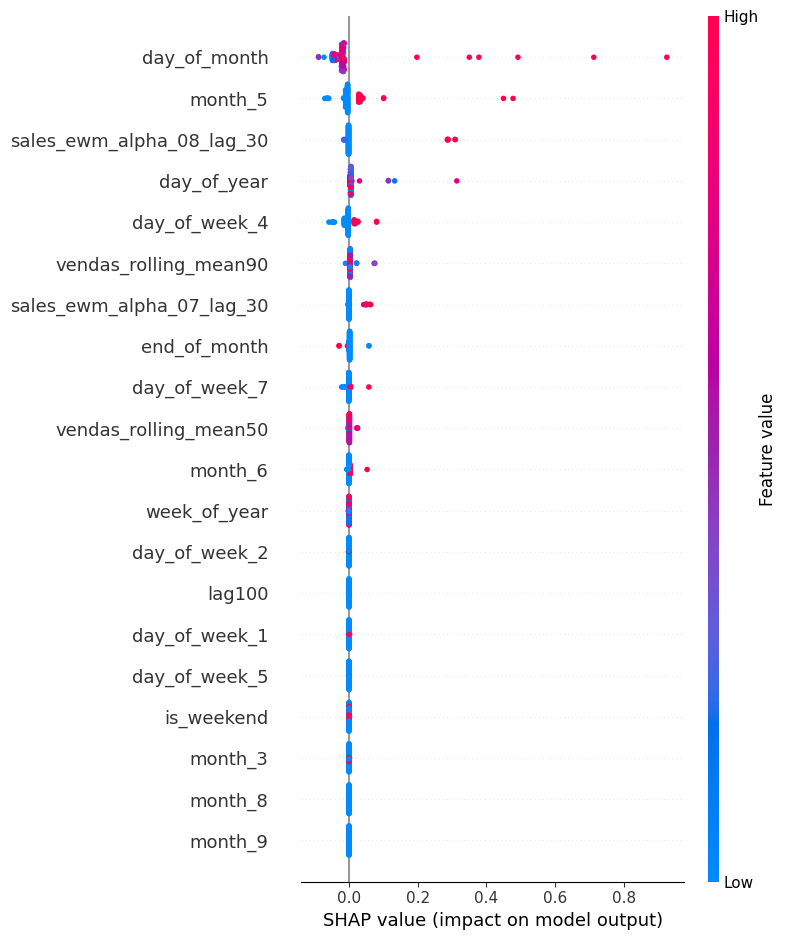 High
day_of_month
month_5
sales_ewm_alpha_08_lag_30
day_of_year
day_of_week_4
vendas_rolling_mean90
sales_ewm_alpha_07_lag_30
end_of_month
day_of_week_7
vendas_rolling_mean50
month_6
week_of_year
day_of_week_2
lag100
day_of_week_1
day_of_week_5
is_weekend
month_3
month_8
month_9
Feature value
Low
0.0 0.2 0.4 0.6 0.8
SHAP value (impact on model output)